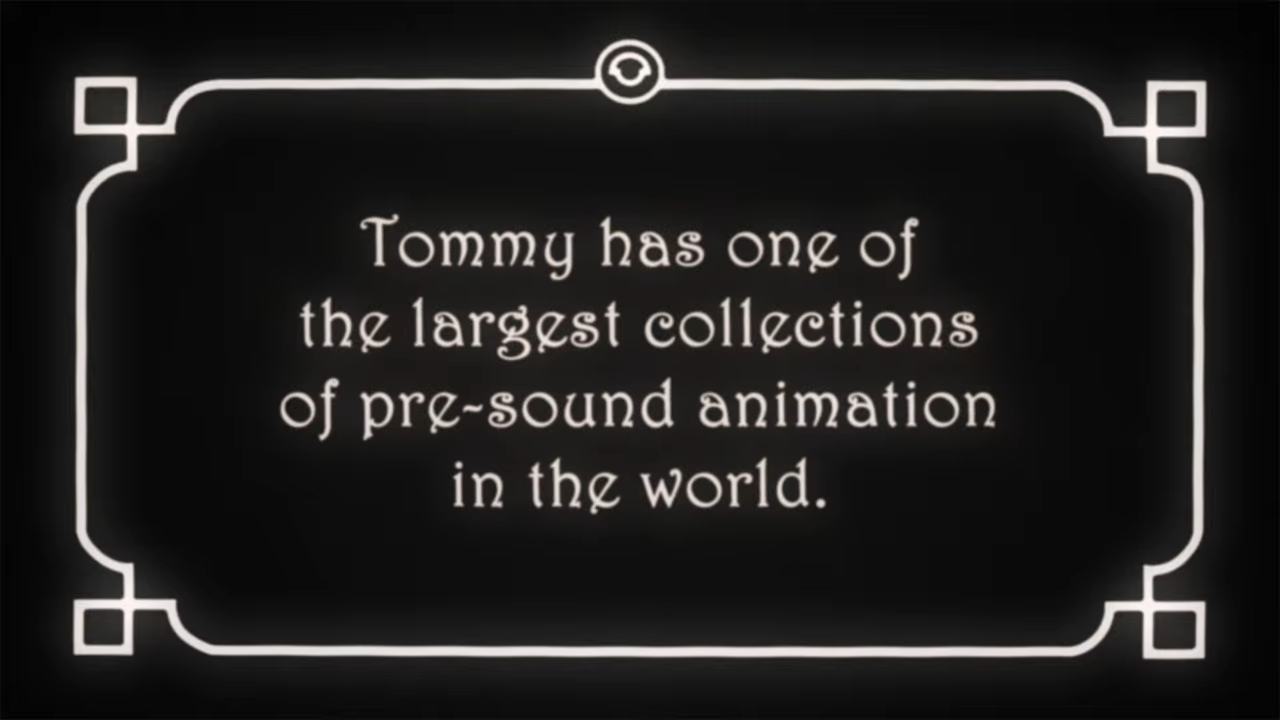 Tommy has one of
the largest collections
of pre-sound animation
in the world.